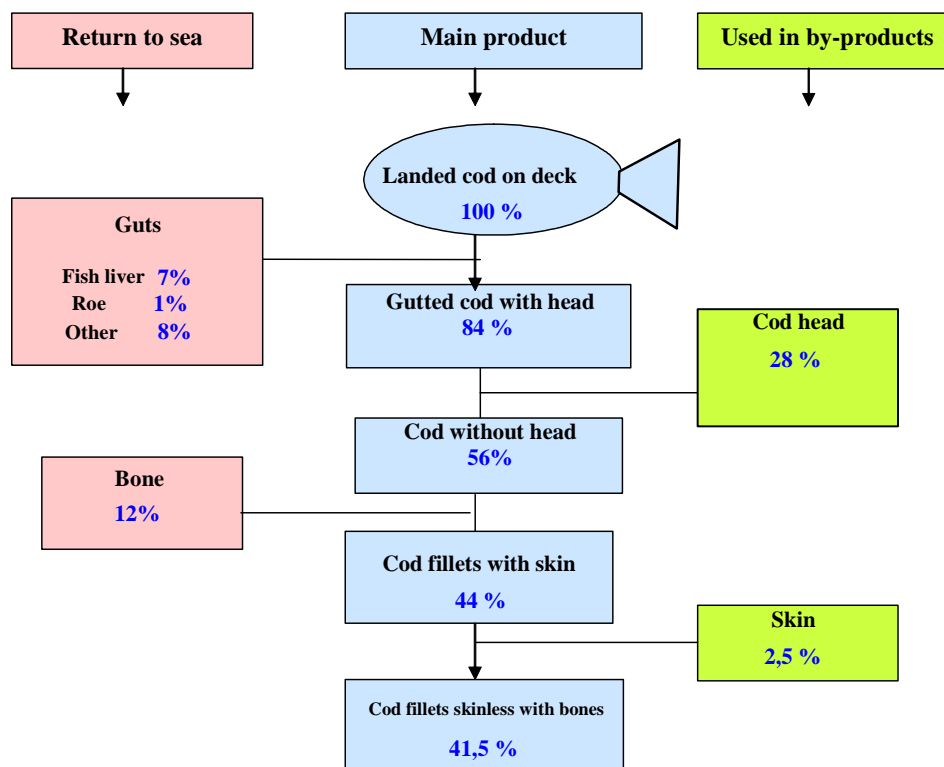 Return to sea
Main product
Used in by-products
Landed cod on deck
100 %
Guts
Fish liver 7%
Roe 1%
Other 8%
Gutted cod with head
84 %
Cod head
28 %
Cod without head
56%
Bone
12%
Cod fillets with skin
44 %
Skin
2,5 %
Cod fillets skinless with bones
41,5 %